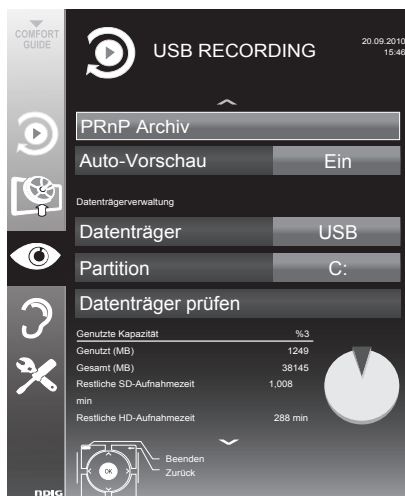 COMFORT
GUIDE
USB RECORDING
20.09.2010
15:46
PRnP Archiv
Auto-Vorschau Ein
Datenträgerverwaltung
Datenträger USB
Partition C:
Datenträger prüfen
Genutzte Kapazität %3
Genutzt (MB) 1249
Gesamt (MB) 38145
Restliche SD-Aufnahmezeit 1,008
min
Restliche HD-Aufnahmezeit 288 min
Beenden
Zurück
OK